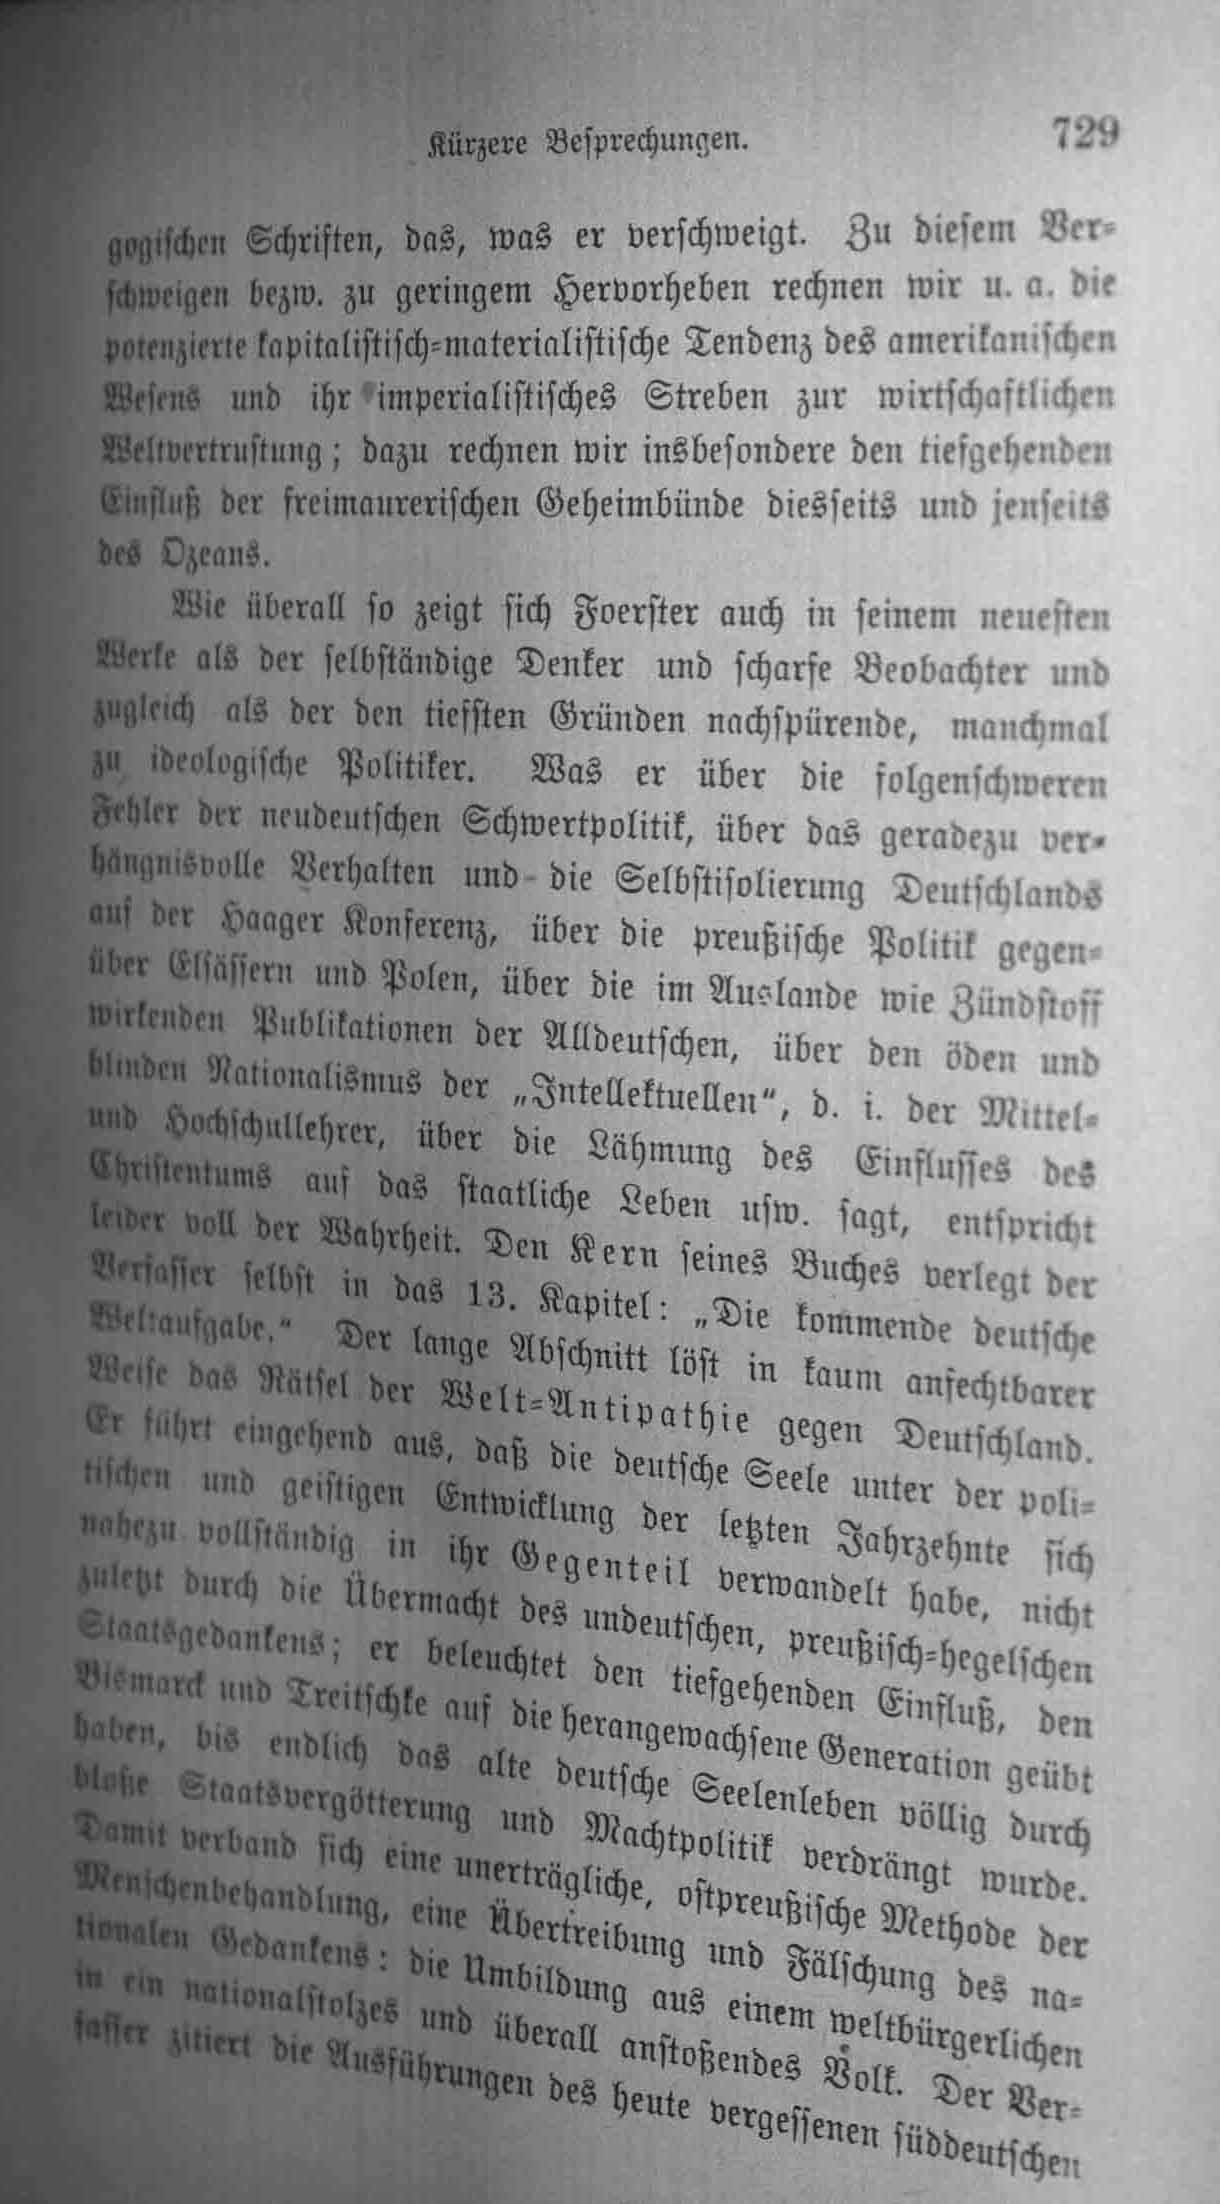 Kürzere Besprechungen. 729
gogischen Schriften, das, was er verschweigt. Zu diesem Ver-
schweigen bezw. zu geringem Hervorheben rechnen wir u. a. die
potenzierte kapitalistisch-materialistische Tendenz des amerikanischen
Wesens und ihr imperialistisches Streben zur wirtschaftlichen
Weltvertrustung; dazu rechnen wir insbesondere den tiefgehenden
Einfluß der freimaurerischen Geheimbünde diesseits und jenseits
des Ozeans.
Wie überall so zeigt sich Foerster auch in seinem neuesten
Werke als der selbständige Denker und scharfe Beobachter und
zugleich als der den tiefsten Gründen nachspürende, manchmal
zu ideologische Politiker. Was er über die folgenschweren
Fehler der neudeutschen Schwertpolitik, über das geradezu ver-
hängnisvolle Verhalten und die Selbstisolierung Deutschlands
auf der Haager Konferenz, über die preußische Politik gegen-
über Elsässern und Polen, über die im Auslande wie Zündstoff
wirkenden Publikationen der Alldeutschen, über den öden und
blinden Nationalismus der „Intellektuellen“, d. i. der Mittel-
und Hochschullehrer, über die Lähmung des Einflusses des
Christentums auf das staatliche Leben usw. sagt, entspricht
leider voll der Wahrheit. Den Kern seines Buches verlegt der
Verfasser selbst in das 13. Kapitel: „Die kommende deutsche
Weltaufgabe.“ Der lange Abschnitt löst in kaum anfechtbarer
Weise das Rätsel der Welt-Antipathie gegen Deutschland.
Er führt eingehend aus, daß die deutsche Seele unter der poli-
tischen und geistigen Entwicklung der letzten Jahrzehnte sich
nahezu vollständig in ihr Gegenteil verwandelt habe, nicht
zuletzt durch die Übermacht des undeutschen, preußisch-hegelschen
Staatsgedankens; er beleuchtet den tiefgehenden Einfluß, den
Bismarck und Treitschke auf die herangewachsene Generation geübt
haben, bis endlich das alte deutsche Seelenleben völlig durch
bloße Staatsvergötterung und Machtpolitik verdrängt wurde.
Damit verband sich eine unerträgliche, ostpreußische Methode der
Menschenbehandlung, eine Übertreibung und Fälschung des na-
tionalen Gedankens: die Umbildung aus einem weltbürgerlichen
in ein nationalstolzes und überall anstoßendes Volk. Der Ver-
fasser zitiert die Ausführungen des heute vergessenen süddeutschen